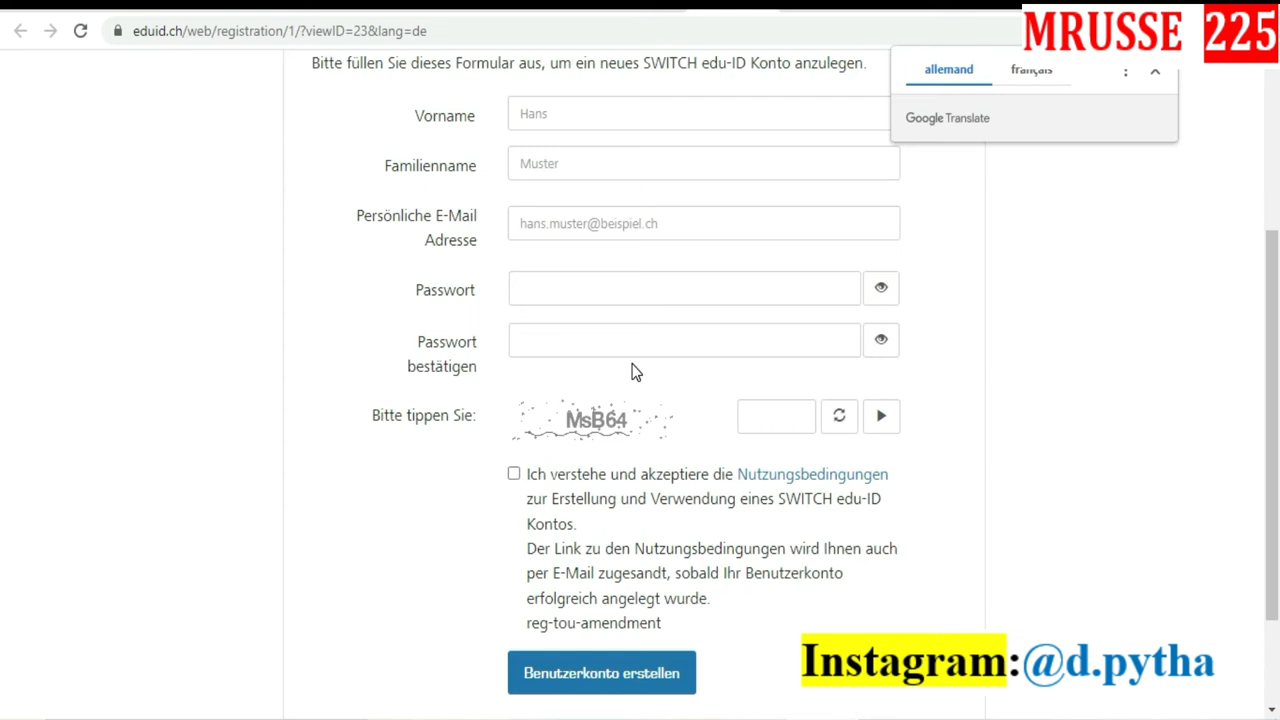 eduid.ch/web/registration/1/?viewID=23&lang=de
MRUSSE 225
Bitte füllen Sie dieses Formular aus, um ein neues SWITCH edu-ID Konto anzulegen.
allemand
français
Google Translate
Vorname
Hans
Familienname
Muster
Persönliche E-Mail
Adresse
hans.muster@beispiel.ch
Passwort
Passwort
bestätigen
Bitte tippen Sie:
MsB64
Ich verstehe und akzeptiere die Nutzungsbedingungen
zur Erstellung und Verwendung eines SWITCH edu-ID
Kontos.
Der Link zu den Nutzungsbedingungen wird Ihnen auch
per E-Mail zugesandt, sobald Ihr Benutzerkonto
erfolgreich angelegt wurde.
reg-tou-amendment
Benutzerkonto erstellen
Instagram:@d.pytha